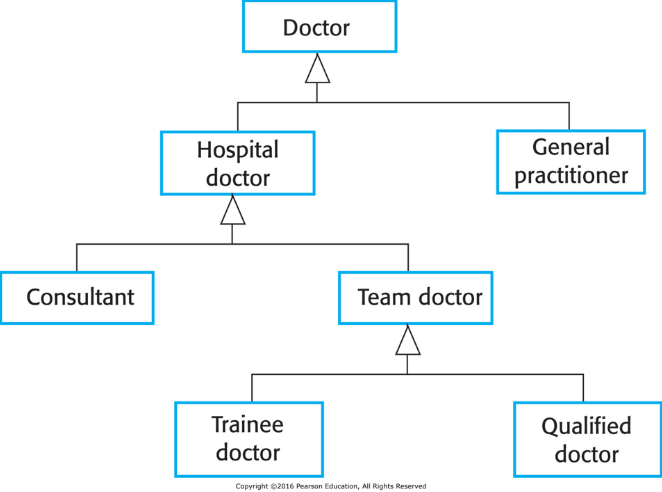 Doctor
Hospital
doctor
General
practitioner
Consultant
Team doctor
Trainee
doctor
Qualified
doctor
Copyright ©2016 Pearson Education, All Rights Reserved